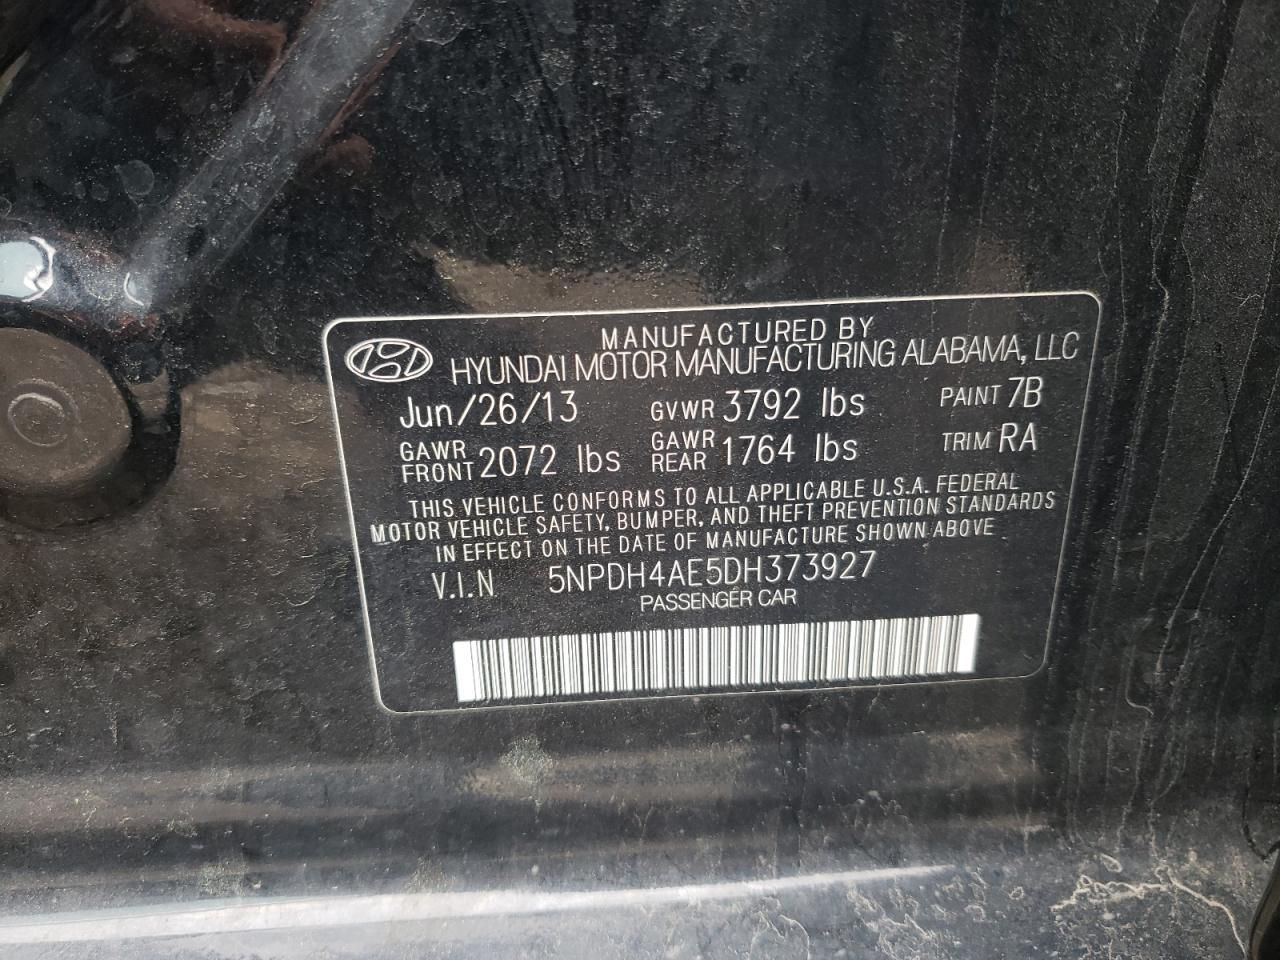 MANUFACTURED BY
HYUNDAI MOTOR MANUFACTURING ALABAMA, LLC
Jun/26/13 GVWR 3792 lbs PAINT 7B
GAWR FRONT 2072 lbs GAWR REAR 1764 lbs TRIM RA
THIS VEHICLE CONFORMS TO ALL APPLICABLE U.S.A. FEDERAL
MOTOR VEHICLE SAFETY, BUMPER, AND THEFT PREVENTION STANDARDS
IN EFFECT ON THE DATE OF MANUFACTURE SHOWN ABOVE
V.I.N 5NPDH4AE5DH373927
PASSENGER CAR